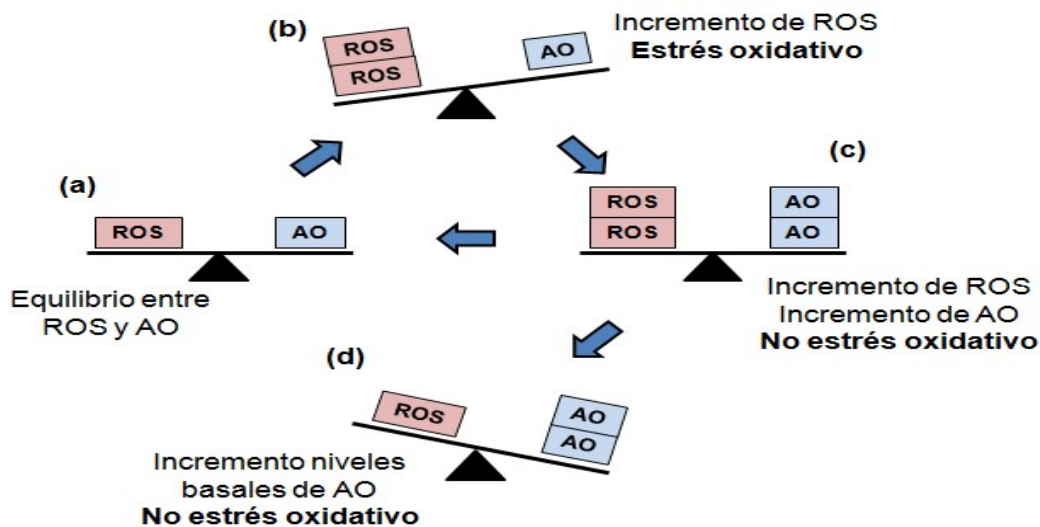 (b)
ROS
ROS
AO
Incremento de ROS
Estrés oxidativo
(a)
ROS
AO
Equilibrio entre
ROS y AO
(c)
ROS
ROS
AO
AO
Incremento de ROS
Incremento de AO
No estrés oxidativo
(d)
ROS
AO
AO
Incremento niveles
basales de AO
No estrés oxidativo